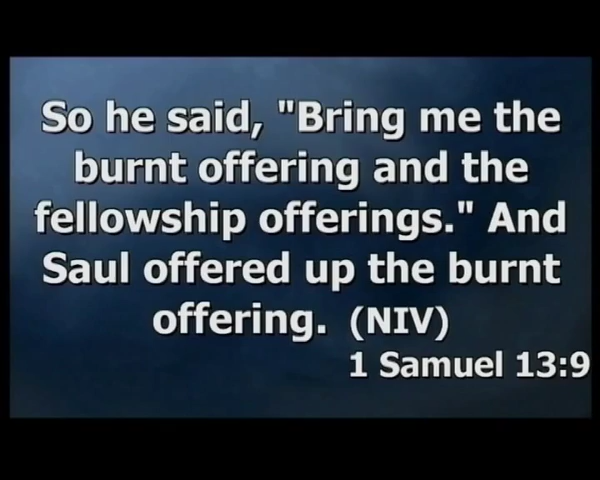 So he said, "Bring me the
burnt offering and the
fellowship offerings." And
Saul offered up the burnt
offering. (NIV)
1 Samuel 13:9